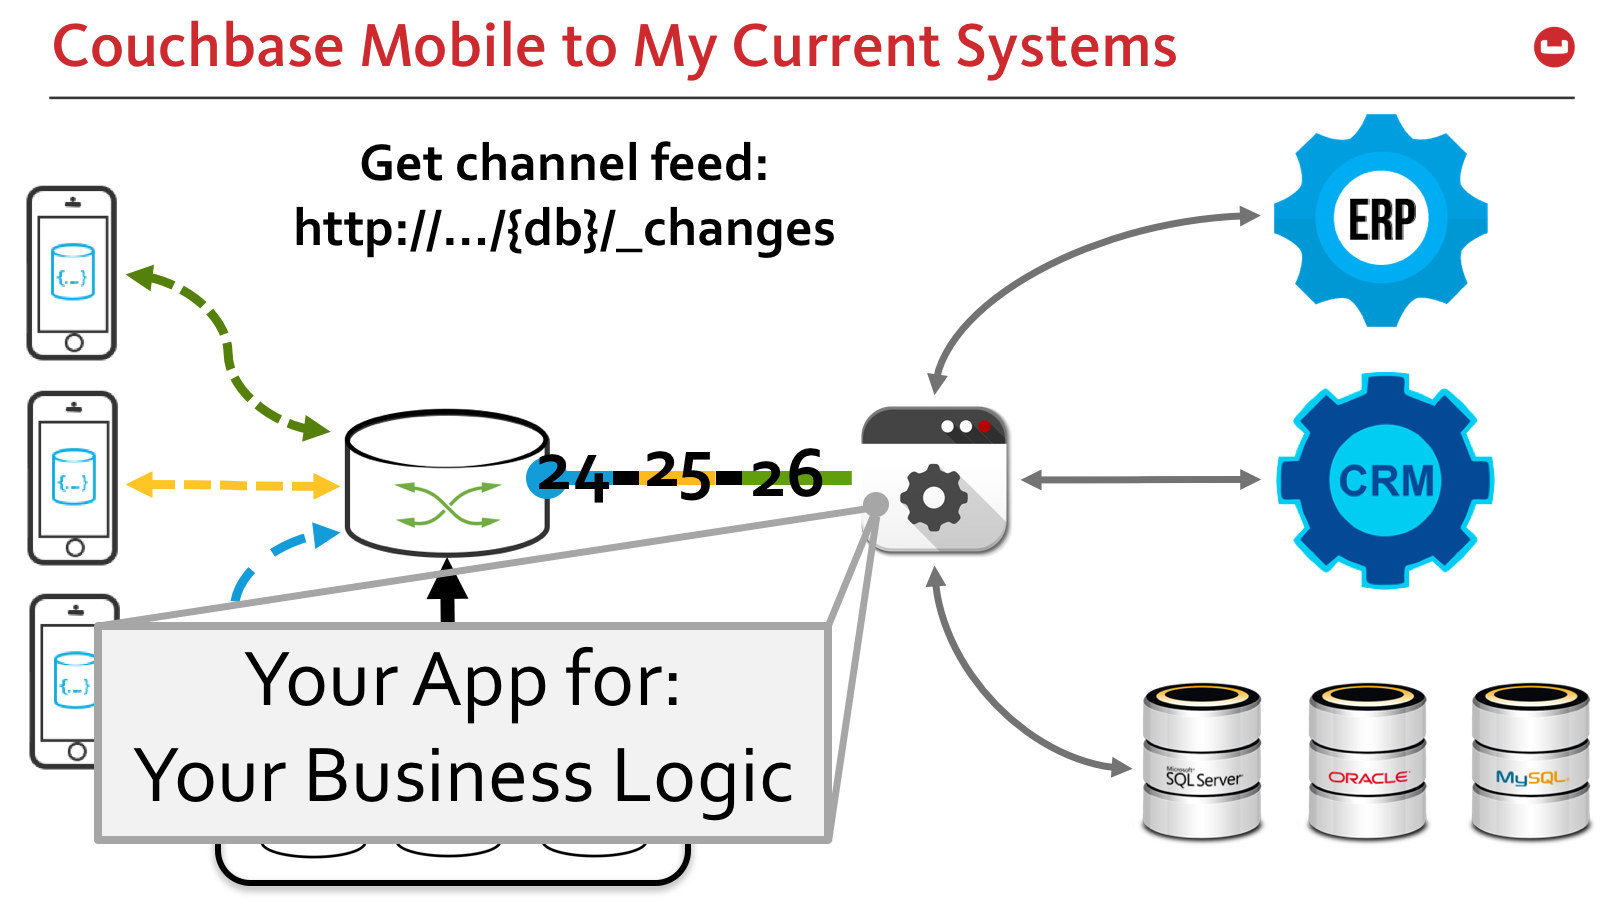 Couchbase Mobile to My Current Systems
Get channel feed:
http://.../{db}/_changes
ERP
{...}
{...}
24-25-26
CRM
{...}
Your App for:
Your Business Logic
Microsoft
SQL Server
ORACLE
MySQL